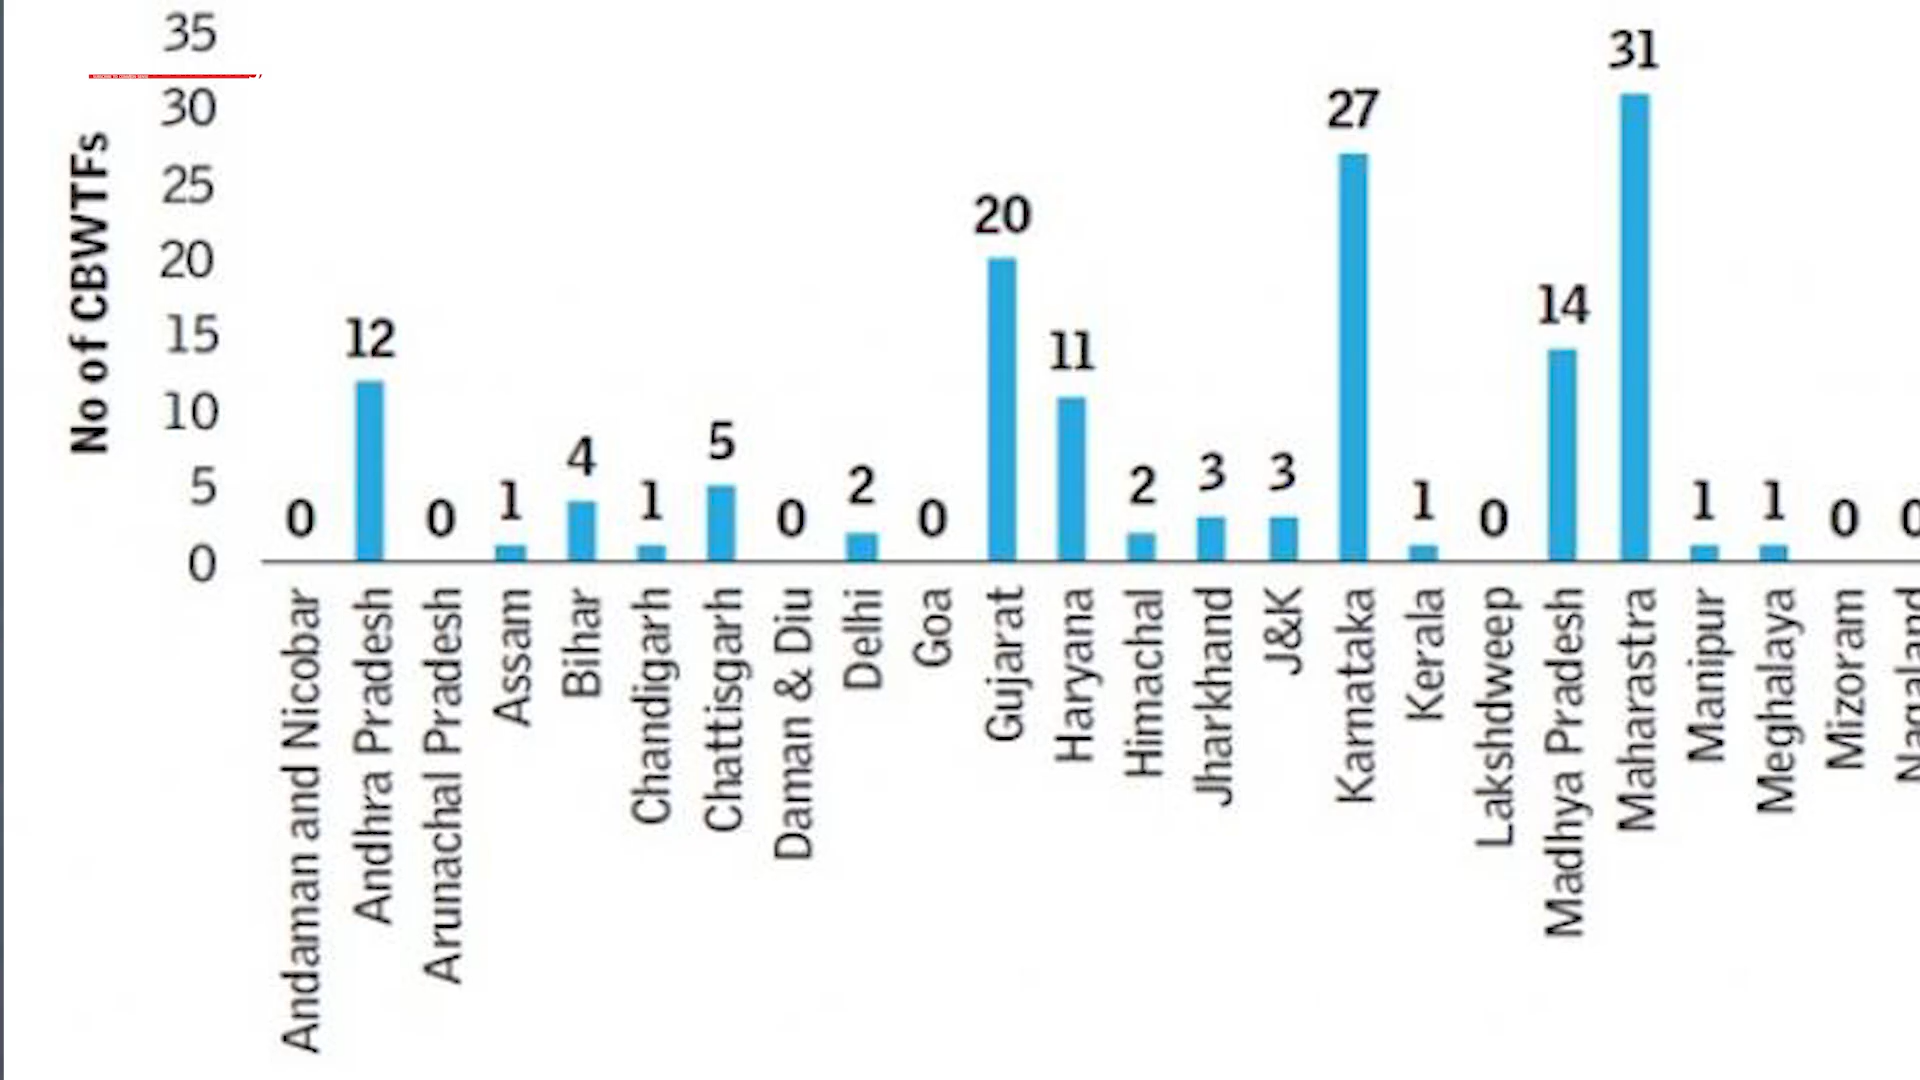 No of CBWTFs
35
30
25
20
15
10
5
0
0
12
0
1
4
1
5
0
2
0
20
11
2
3
3
27
1
0
14
31
1
1
0
0
Andaman and Nicobar
Andhra Pradesh
Arunachal Pradesh
Assam
Bihar
Chandigarh
Chattisgarh
Daman & Diu
Delhi
Goa
Gujarat
Haryana
Himachal
Jharkhand
J&K
Karnataka
Kerala
Lakshdweep
Madhya Pradesh
Maharastra
Manipur
Meghalaya
Mizoram
Nagaland